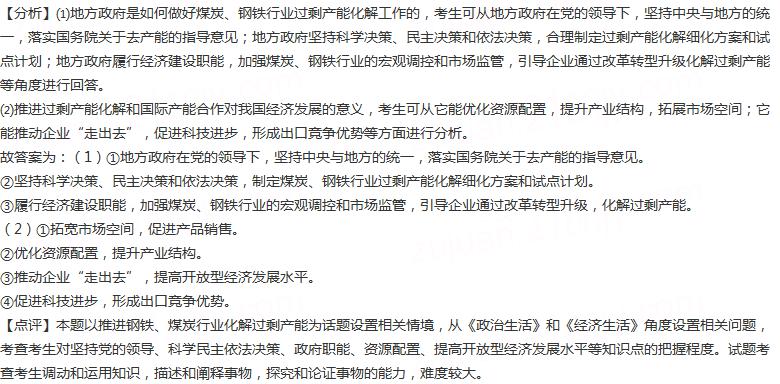 【分析】⑴地方政府是如何做好煤炭、钢铁行业过剩产能化解工作的，考生可从地方政府在党的领导下，坚持中央与地方的统
一，落实国务院关于去产能的指导意见；地方政府坚持科学决策、民主决策和依法决策，合理制定过剩产能化解细化方案和试
点计划；地方政府履行经济建设职能，加强煤炭、钢铁行业的宏观调控和市场监管，引导企业通过改革转型升级化解过剩产能
等角度进行回答。
⑵推进过剩产能化解和国际产能合作对我国经济发展的意义，考生可从它能优化资源配置，提升产业结构，拓展市场空间；它
能推动企业“走出去”，促进科技进步，形成出口竞争优势等方面进行分析。
故答案为：（1）①地方政府在党的领导下，坚持中央与地方的统一，落实国务院关于去产能的指导意见。
②坚持科学决策、民主决策和依法决策，制定煤炭、钢铁行业过剩产能化解细化方案和试点计划。
③履行经济建设职能，加强煤炭、钢铁行业的宏观调控和市场监管，引导企业通过改革转型升级，化解过剩产能。
（2）①拓宽市场空间，促进产品销售。
②优化资源配置，提升产业结构。
③推动企业“走出去”，提高开放型经济发展水平。
④促进科技进步，形成出口竞争优势。
【点评】本题以推进钢铁、煤炭行业化解过剩产能为话题设置相关情境，从《政治生活》和《经济生活》角度设置相关问题，
考查考生对坚持党的领导、科学民主依法决策、政府职能、资源配置、提高开放型经济发展水平等知识点的把握程度。试题考
查考生调动和运用知识，描述和阐释事物，探究和论证事物的能力，难度较大。